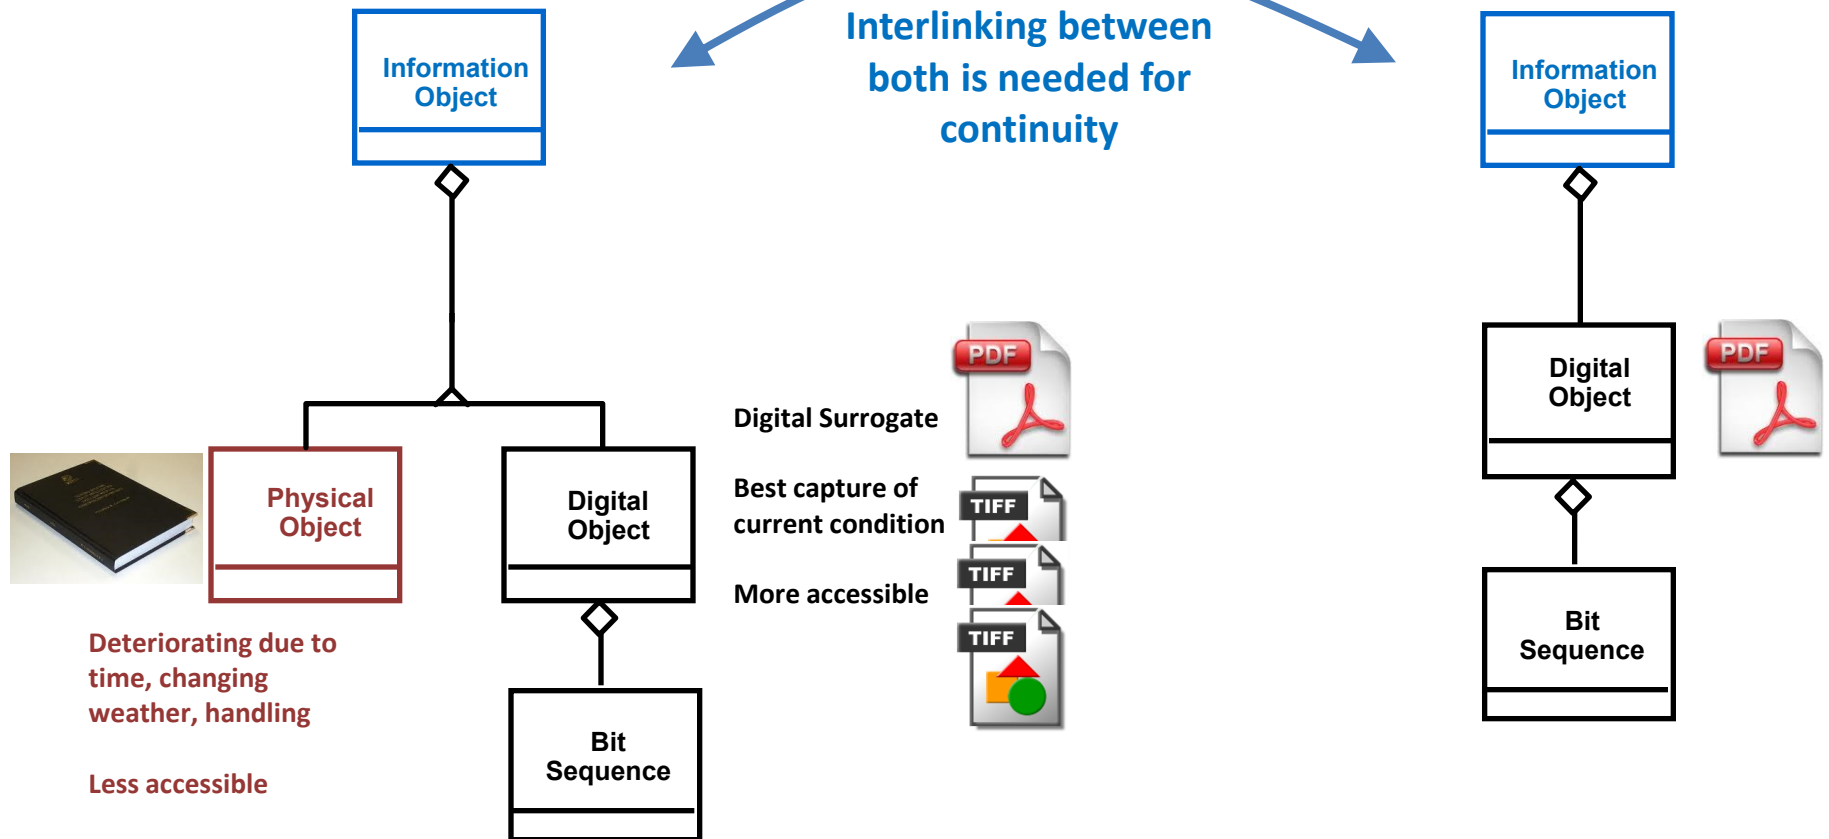 Interlinking between
both is needed for
continuity
Information
Object
Information
Object
PDF
PDF
Digital
Object
Digital Surrogate
Physical
Object
Digital
Object
Best capture of
current condition
TIFF
TIFF
More accessible
TIFF
Deteriorating due to
time, changing
weather, handling
Less accessible
Bit
Sequence
Bit
Sequence